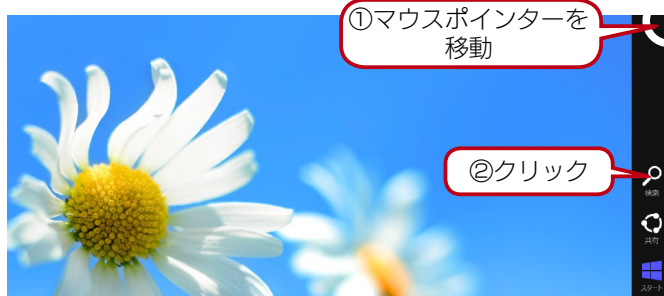 ①マウスポインターを
移動
②クリック
検索
共有
スタート